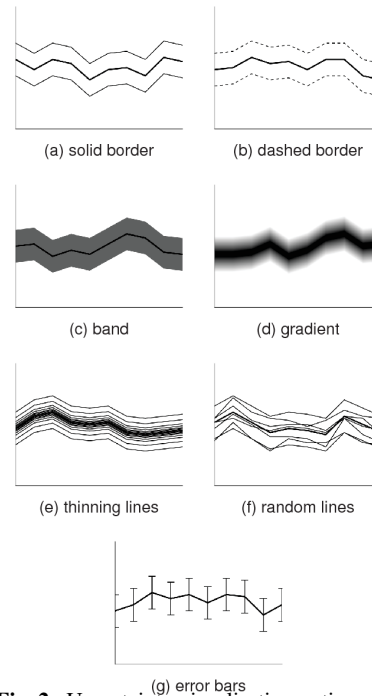 (a) solid border
(b) dashed border
(c) band
(d) gradient
(e) thinning lines
(f) random lines
(g) error bars